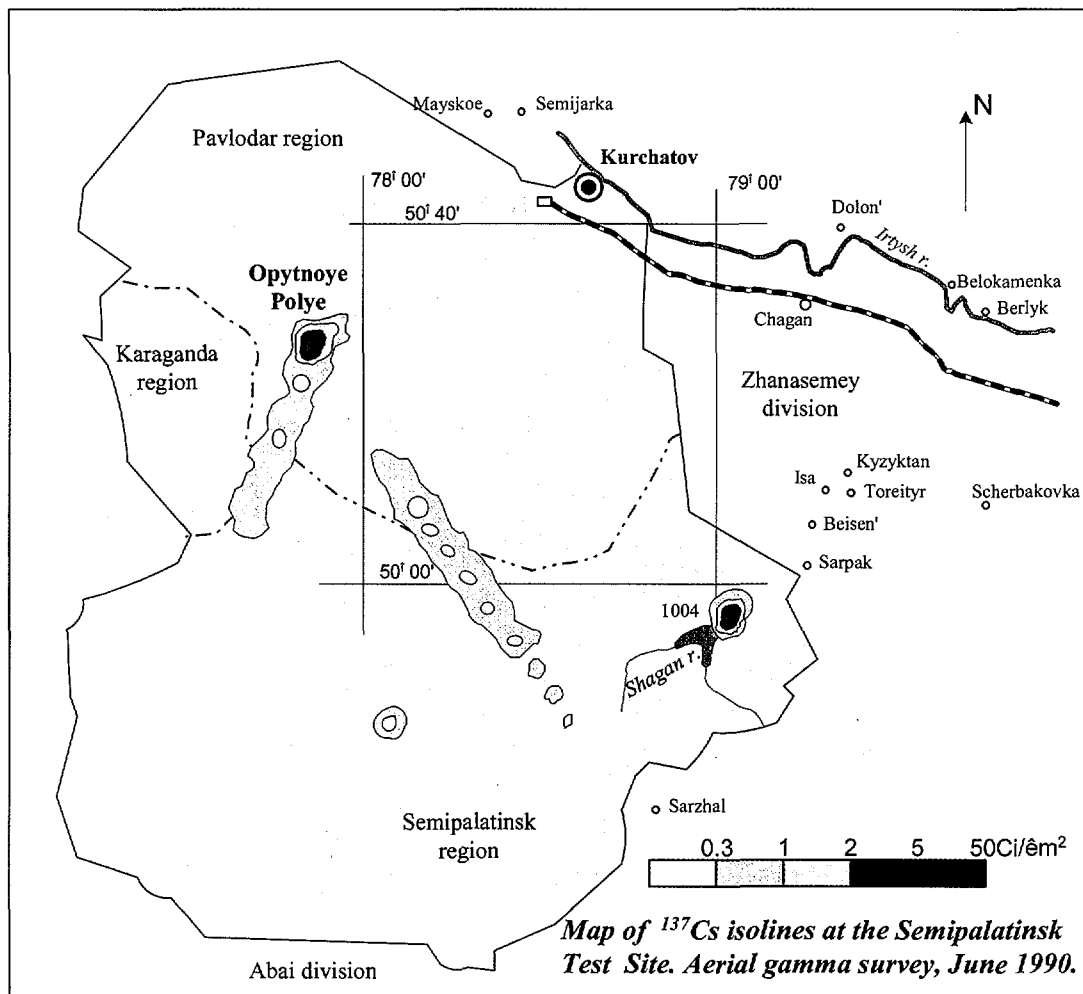 Mayskoe
Semijarka
N
Pavlodar region
Kurchatov
78† 00'
79† 00'
50† 40'
Dolon'
Irtysh r.
Opytnoye
Polye
Belokamenka
Berlyk
Chagan
Karaganda
region
Zhanasemey
division
Kyzyktan
Isa
Toreityr
Scherbakovka
Beisen'
50† 00'
Sarpak
1004
Shagan r.
Sarzhal
Semipalatinsk
region
0.3 1 2 5 50Ci/êm²
Map of ¹³⁷Cs isolines at the Semipalatinsk
Test Site. Aerial gamma survey, June 1990.
Abai division